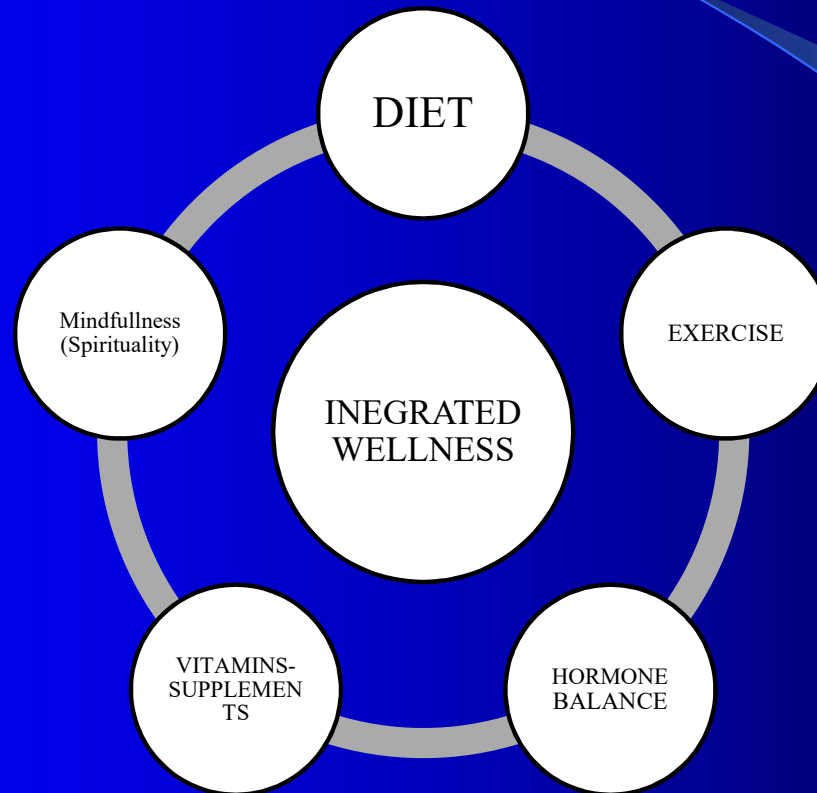 DIET
EXERCISE
HORMONE
BALANCE
VITAMINS-
SUPPLEMEN
TS
Mindfullness
(Spirituality)
INEGRATED
WELLNESS